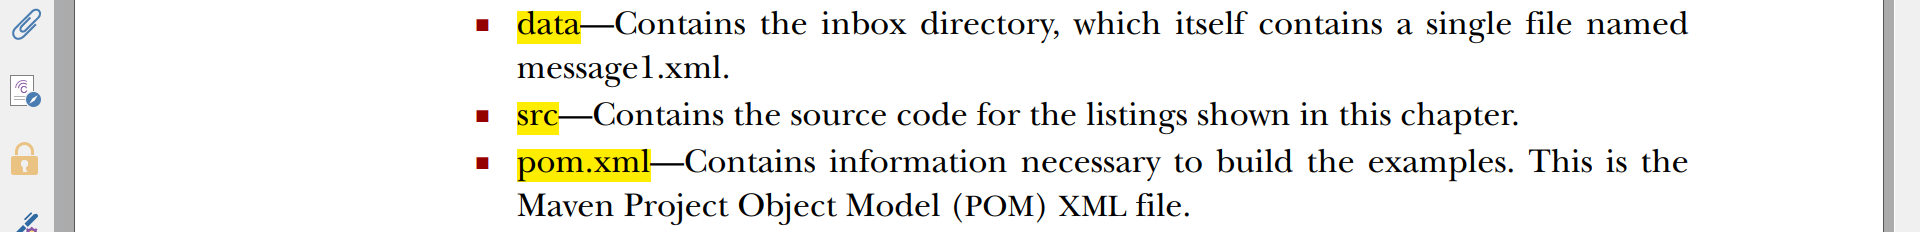 ■ data—Contains the inbox directory, which itself contains a single file named
message1.xml.
■ src—Contains the source code for the listings shown in this chapter.
■ pom.xml—Contains information necessary to build the examples. This is the
Maven Project Object Model (POM) XML file.